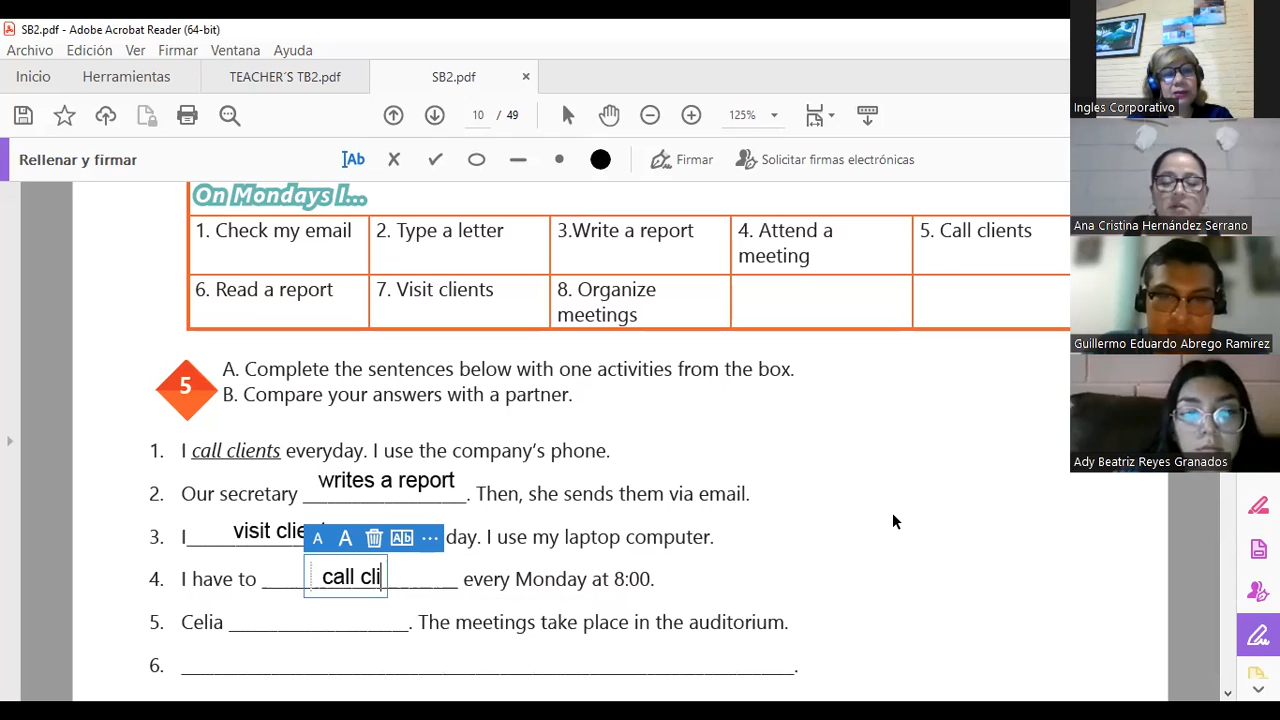 SB2.pdf - Adobe Acrobat Reader (64-bit)
Archivo Edición Ver Firmar Ventana Ayuda
Inicio Herramientas TEACHER´S TB2.pdf SB2.pdf ×
10 / 49 125%
Rellenar y firmar Ab Firmar Solicitar firmas electrónicas
On Mondays I...
1. Check my email 2. Type a letter 3.Write a report 4. Attend a meeting 5. Call clients
6. Read a report 7. Visit clients 8. Organize meetings
5 A. Complete the sentences below with one activities from the box.
B. Compare your answers with a partner.
1. I call clients everyday. I use the company’s phone.
writes a report
2. Our secretary _______________. Then, she sends them via email.
visit clie
3. I__________ day. I use my laptop computer.
A A Ab ...
call cli
4. I have to __________________ every Monday at 8:00.
5. Celia _________________. The meetings take place in the auditorium.
6. _________________________________________________________.
Ingles Corporativo
Ana Cristina Hernández Serrano
Guillermo Eduardo Abrego Ramirez
Ady Beatriz Reyes Granados